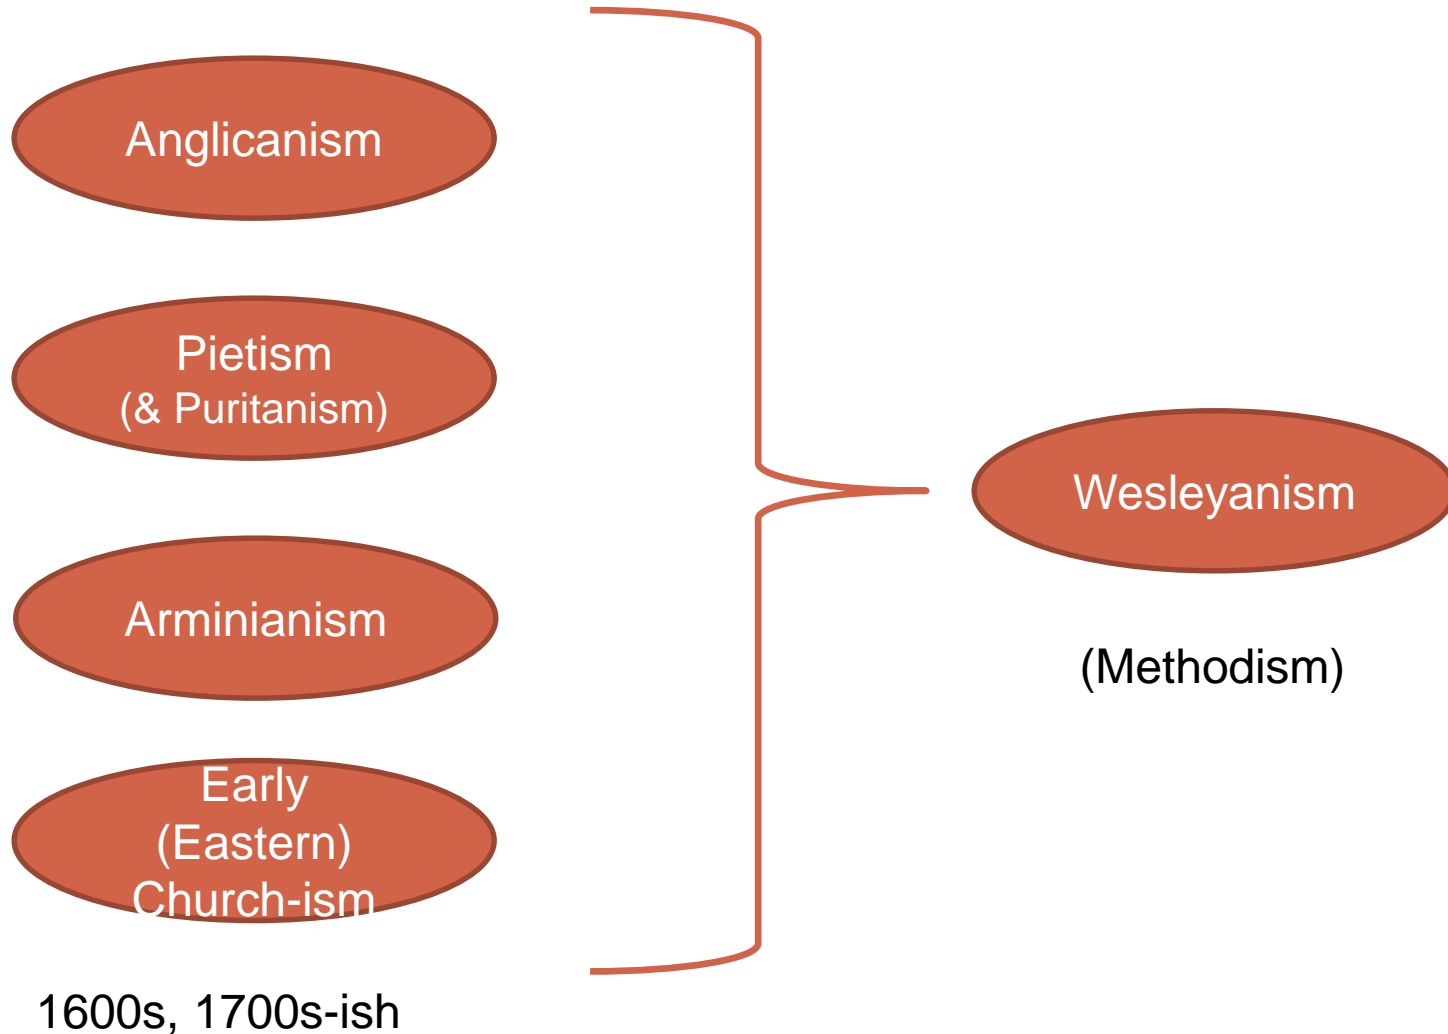 Anglicanism
Pietism
(& Puritanism)
Arminianism
Early
(Eastern)
Church-ism
1600s, 1700s-ish
Wesleyanism
(Methodism)